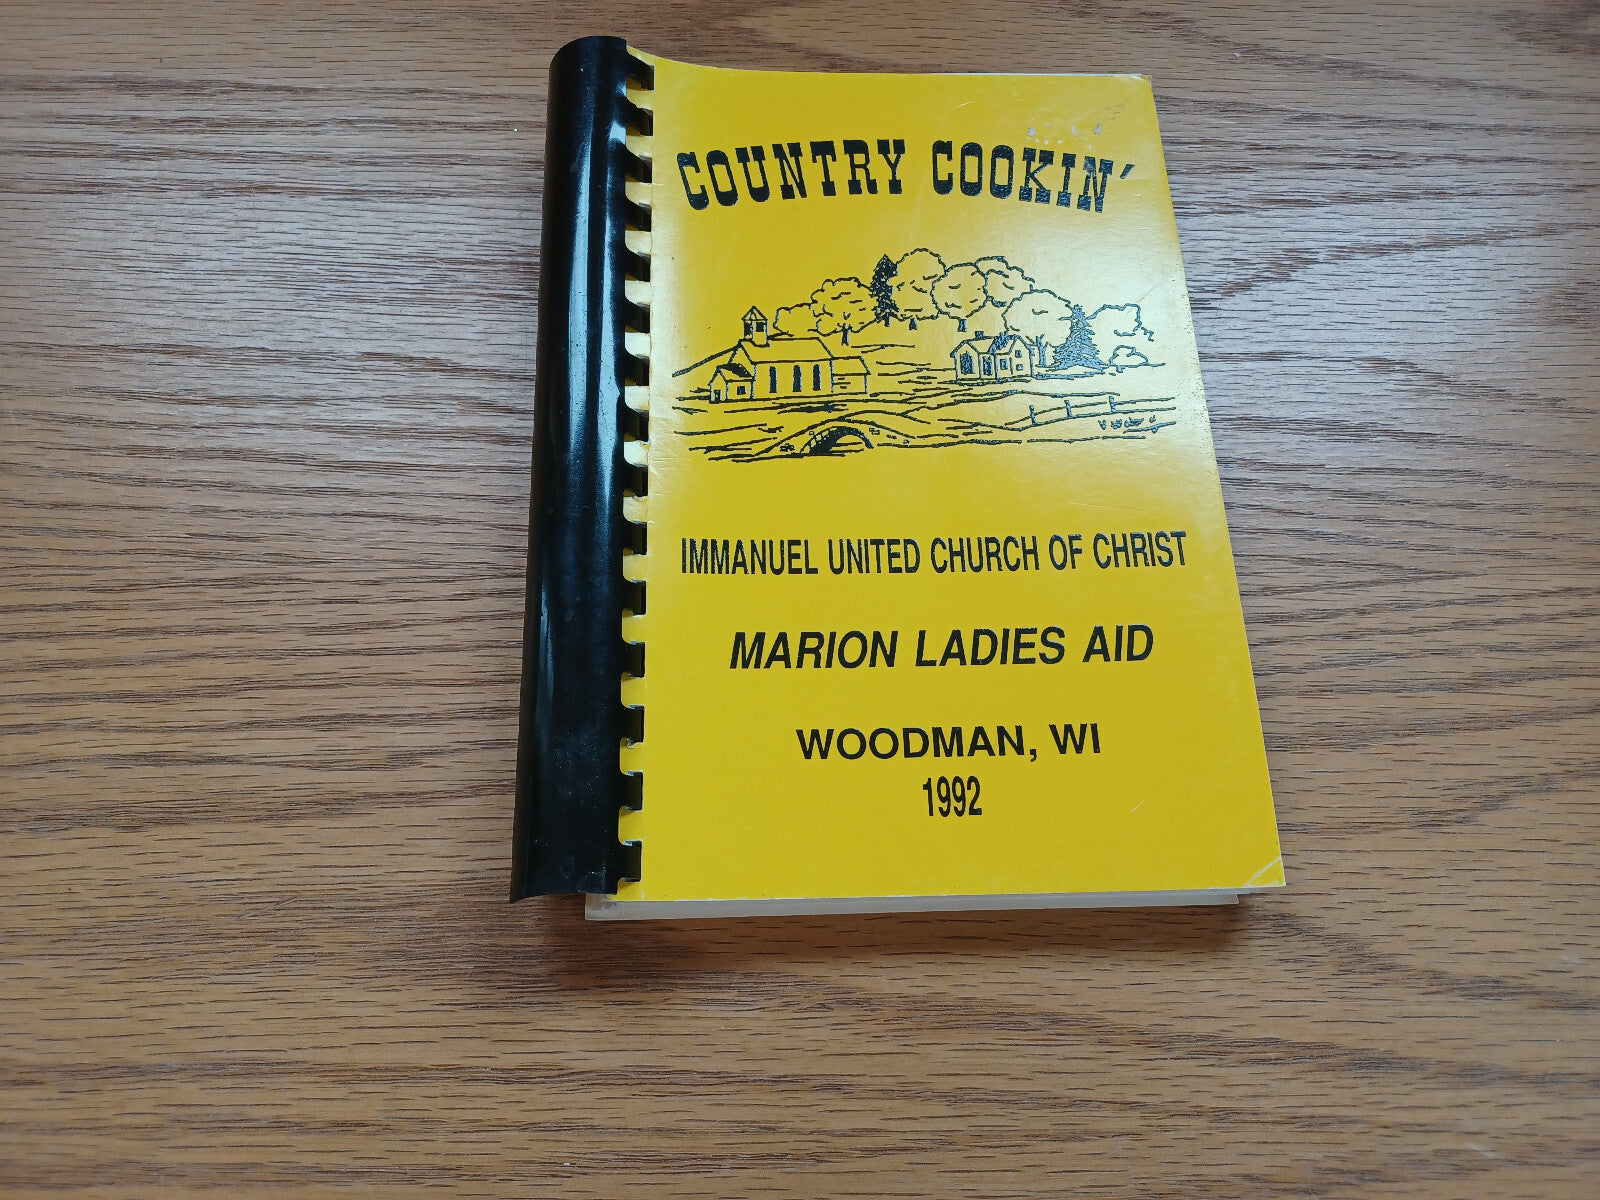 COUNTRY COOKIN'
IMMANUEL UNITED CHURCH OF CHRIST
MARION LADIES AID
WOODMAN, WI
1992